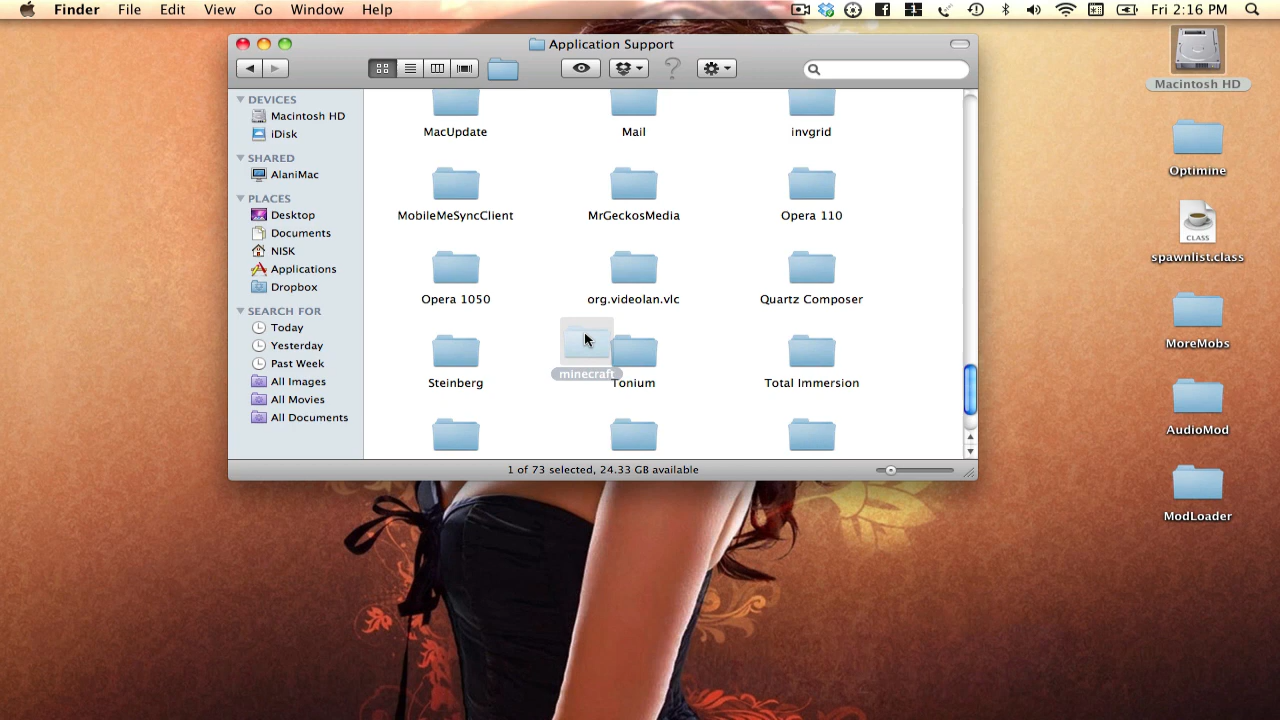 Finder File Edit View Go Window Help Fri 2:16 PM
Application Support
DEVICES
Macintosh HD
iDisk
SHARED
AlaniMac
PLACES
Desktop
Documents
NISK
Applications
Dropbox
SEARCH FOR
Today
Yesterday
Past Week
All Images
All Movies
All Documents
MacUpdate Mail invgrid
MobileMeSyncClient MrGeckosMedia Opera 110
Opera 1050 org.videolan.vlc Quartz Composer
minecraft
Steinberg Tonium Total Immersion
1 of 73 selected, 24.33 GB available
Macintosh HD
Optimine
CLASS
spawnlist.class
MoreMobs
AudioMod
ModLoader